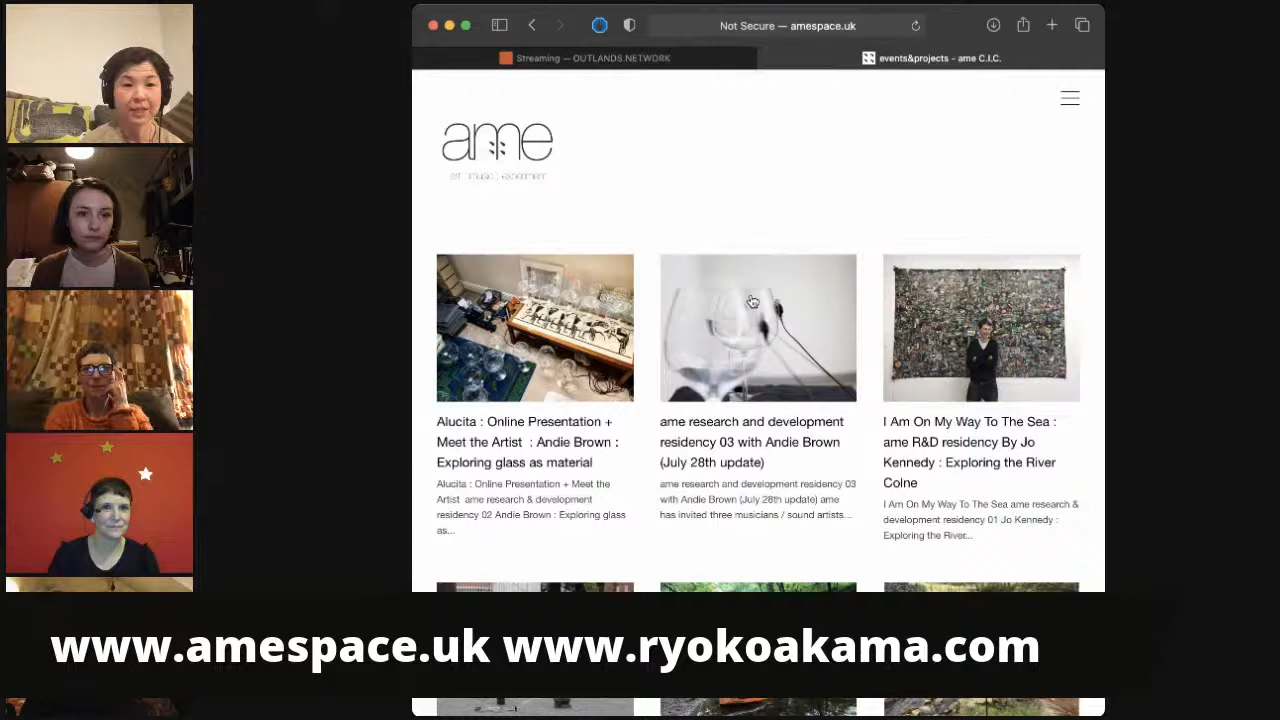 Not Secure — amespace.uk
Streaming — OUTLANDS.NETWORK
events&projects - ame C.I.C.
ame
art : music : experiment
Alucita : Online Presentation +
Meet the Artist : Andie Brown :
Exploring glass as material
Alucita : Online Presentation + Meet the
Artist ame research & development
residency 02 Andie Brown : Exploring glass
as...
ame research and development
residency 03 with Andie Brown
(July 28th update)
ame research and development residency 03
with Andie Brown (July 28th update) ame
has invited three musicians / sound artists...
I Am On My Way To The Sea :
ame R&D residency By Jo
Kennedy : Exploring the River
Colne
I Am On My Way To The Sea ame research &
development residency 01 Jo Kennedy :
Exploring the River...
www.amespace.uk www.ryokoakama.com